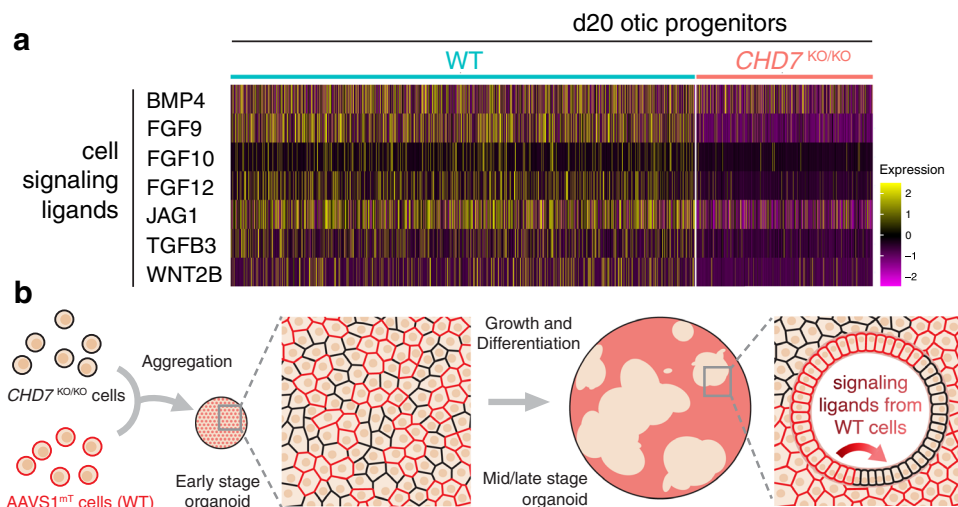 a
d20 otic progenitors
WT
CHD7 KO/KO
cell
signaling
ligands
BMP4
FGF9
FGF10
FGF12
JAG1
TGFB3
WNT2B
Expression
2
1
0
−1
−2
b
CHD7 KO/KO cells
AAVS1mT cells (WT)
Aggregation
Early stage
organoid
Growth and
Differentiation
Mid/late stage
organoid
signaling
ligands from
WT cells